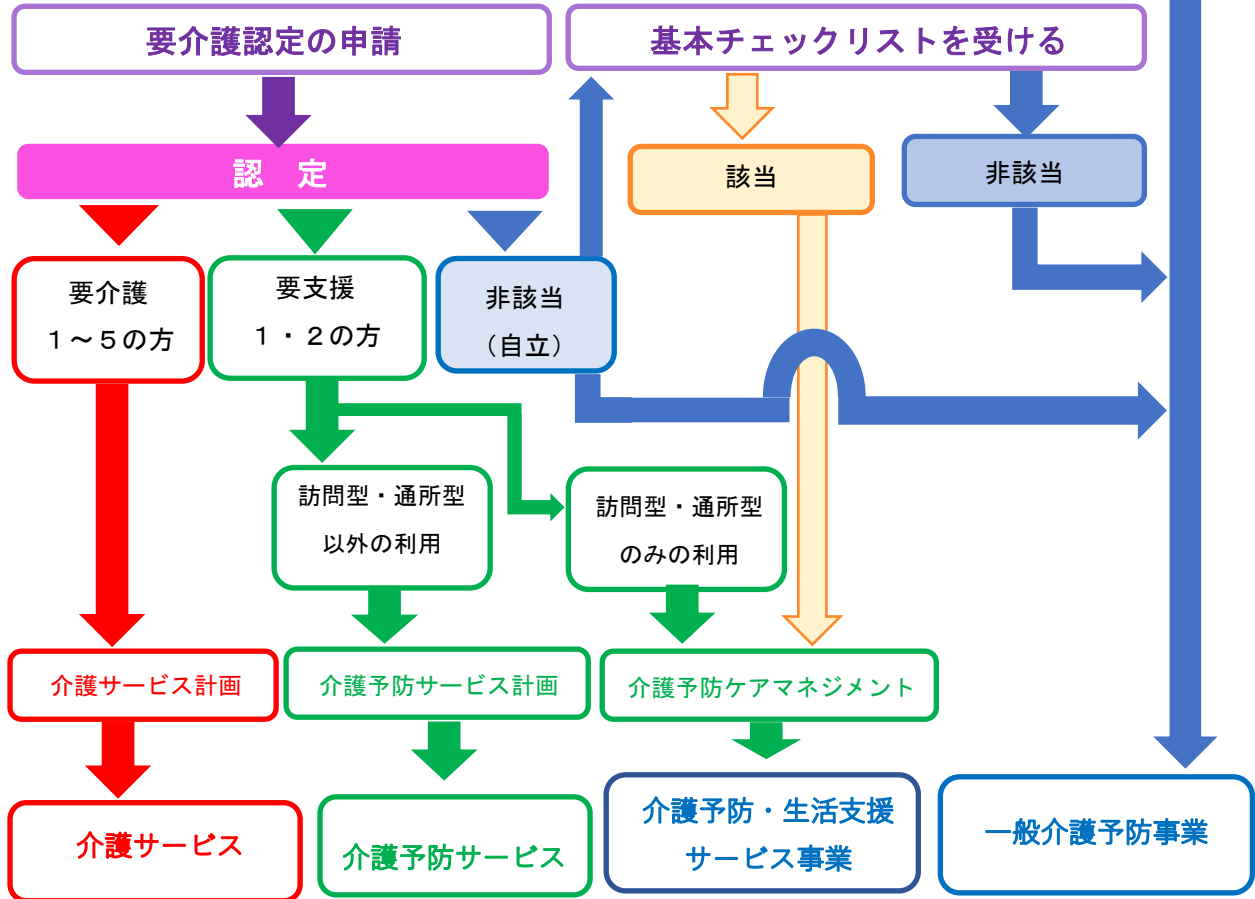 要介護認定の申請
基本チェックリストを受ける
認　定
該当
非該当
要介護
１～５の方
要支援
１・２の方
非該当
（自立）
訪問型・通所型
以外の利用
訪問型・通所型
のみの利用
介護サービス計画
介護予防サービス計画
介護予防ケアマネジメント
介護サービス
介護予防サービス
介護予防・生活支援
サービス事業
一般介護予防事業